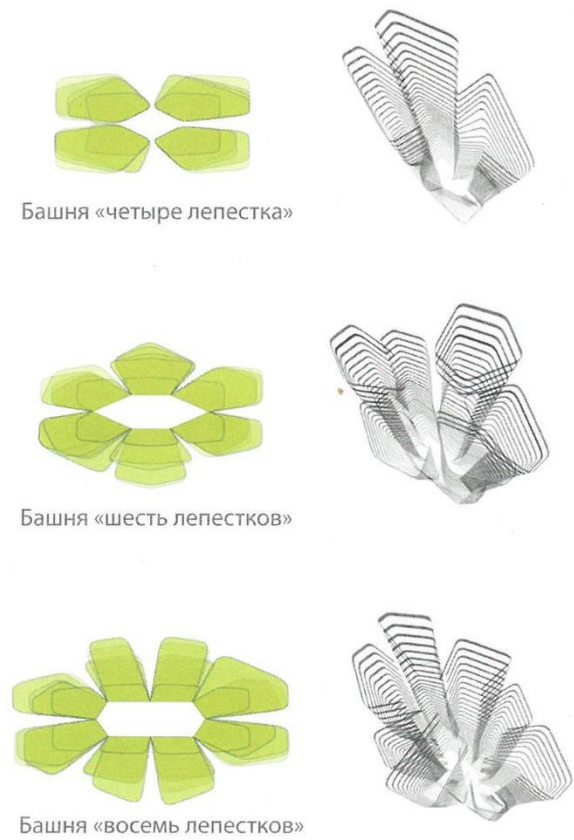 Башня «четыре лепестка»
Башня «шесть лепестков»
Башня «восемь лепестков»